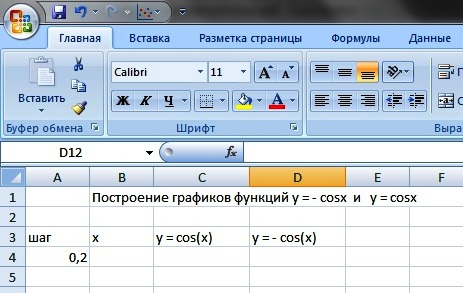 Главная Вставка Разметка страницы Формулы Данные
Calibri 11 A A
Вставить
Ж К Ч A
Буфер обмена Шрифт Выра
D12 fx
A B C D E F
1 Построение графиков функций y = - cosx и y = cosx
2
3 шаг x y = cos(x) y = - cos(x)
4 0,2
5